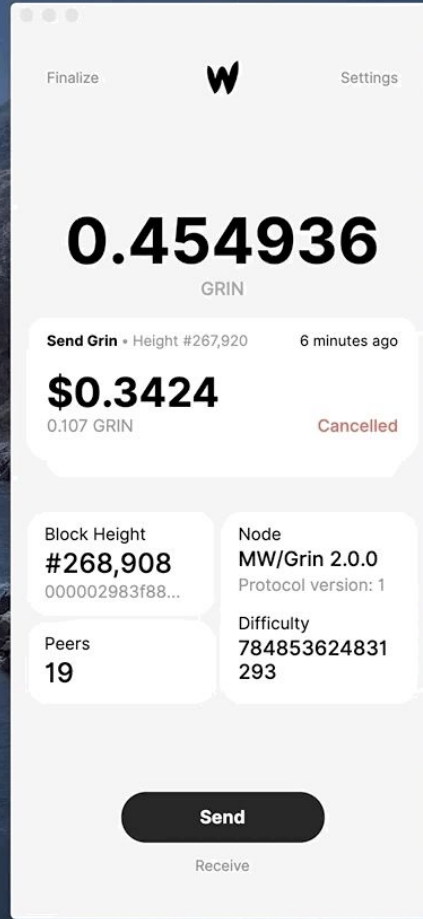 Finalize
Settings
0.454936
GRIN
Send Grin • Height #267,920
6 minutes ago
$0.3424
0.107 GRIN
Cancelled
Block Height
#268,908
000002983f88...
Peers
19
Node
MW/Grin 2.0.0
Protocol version: 1
Difficulty
784853624831
293
Send
Receive